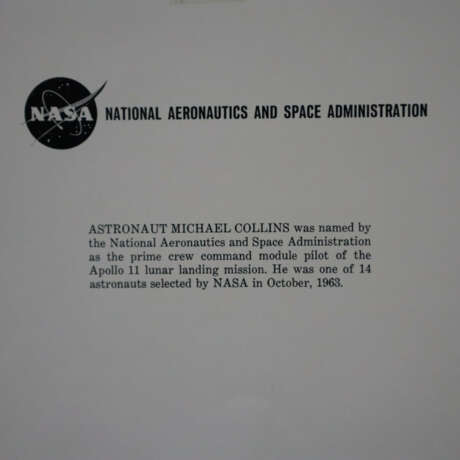 NASA NATIONAL AERONAUTICS AND SPACE ADMINISTRATION
ASTRONAUT MICHAEL COLLINS was named by
the National Aeronautics and Space Administration
as the prime crew command module pilot of the
Apollo 11 lunar landing mission. He was one of 14
astronauts selected by NASA in October, 1963.